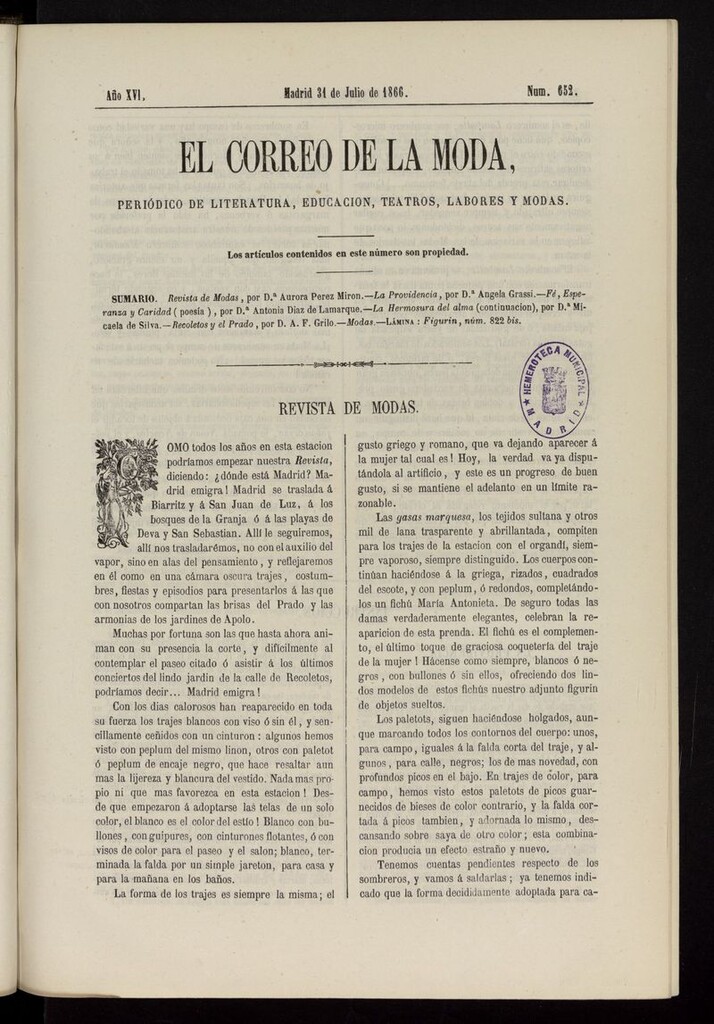 Año XVI.
Madrid 31 de Julio de 1866.
Num. 652.
EL CORREO DE LA MODA,
PERIÓDICO DE LITERATURA, EDUCACION, TEATROS, LABORES Y MODAS.
Los artículos contenidos en este número son propiedad.
SUMARIO. Revista de Modas, por D.ª Aurora Perez Miron.—La Providencia, por D.ª Angela Grassi.—Fé, Espe-
ranza y Caridad (poesía), por D.ª Antonia Diaz de Lamarque.—La Hermosura del alma (continuacion), por D.ª Mi-
caela de Silva.—Recoletos y el Prado, por D. A. F. Grilo.—Modas.—LÁMINA: Figurin, núm. 822 bis.
HEMEROTECA MUNICIPAL
MADRID
REVISTA DE MODAS.
COMO todos los años en esta estacion
podríamos empezar nuestra Revista,
diciendo: ¿dónde está Madrid? Ma-
drid emigra! Madrid se traslada á
Biarritz y á San Juan de Luz, á los
bosques de la Granja ó á las playas de
Deva y San Sebastian. Allí le seguiremos,
allí nos trasladarémos, no con el auxilio del
vapor, sino en alas del pensamiento, y reflejaremos
en él como en una cámara oscura trajes, costum-
bres, fiestas y episodios para presentarlos á las que
con nosotros compartan las brisas del Prado y las
armonias de los jardines de Apolo.
Muchas por fortuna son las que hasta ahora ani-
man con su presencia la corte, y difícilmente al
contemplar el paseo citado ó asistir á los últimos
conciertos del lindo jardin de la calle de Recoletos,
podríamos decir... Madrid emigra!
Con los dias calorosos han reaparecido en toda
su fuerza los trajes blancos con viso ó sin él, y sen-
cillamente ceñidos con un cinturon: algunos hemos
visto con peplum del mismo linon, otros con paletot
ó peplum de encaje negro, que hace resaltar aun
mas la lijereza y blancura del vestido. Nada mas pro-
pio ni que mas favorezca en esta estacion! Des-
de que empezaron á adoptarse las telas de un solo
color, el blanco es el color del estío! Blanco con bu-
llones, con guipures, con cinturones flotantes, ó con
visos de color para el paseo y el salon; blanco, ter-
minada la falda por un simple jareton, para casa y
para la mañana en los baños.
La forma de los trajes es siempre la misma; el
gusto griego y romano, que va dejando aparecer á
la mujer tal cual es! Hoy, la verdad va ya dispu-
tándola al artificio, y este es un progreso de buen
gusto, si se mantiene el adelanto en un límite ra-
zonable.
Las gasas marquesa, los tejidos sultana y otros
mil de lana trasparente y abrillantada, compiten
para los trajes de la estacion con el organdí, siem-
pre vaporoso, siempre distinguido. Los cuerpos con-
tinúan haciéndose á la griega, rizados, cuadrados
del escote, y con peplum, ó redondos, completándo-
los un fichú María Antonieta. De seguro todas las
damas verdaderamente elegantes, celebran la re-
aparicion de esta prenda. El fichú es el complemen-
to, el último toque de graciosa coquetería del traje
de la mujer! Hácense como siempre, blancos ó ne-
gros, con bullones ó sin ellos, ofreciendo dos lin-
dos modelos de estos fichús nuestro adjunto figurin
de objetos sueltos.
Los paletots, siguen haciéndose holgados, aun-
que marcando todos los contornos del cuerpo: unos,
para campo, iguales á la falda corta del traje, y al-
gunos, para calle, negros; los de mas novedad, con
profundos picos en el bajo. En trajes de color, para
campo, hemos visto estos paletots de picos guar-
necidos de bieses de color contrario, y la falda cor-
tada á picos tambien, y adornada lo mismo, des-
cansando sobre saya de otro color; esta combina-
cion producia un efecto estraño y nuevo.
Tenemos cuentas pendientes respecto de los
sombreros, y vamos á saldarlas; ya tenemos indi-
cado que la forma decididamente adoptada para ca-